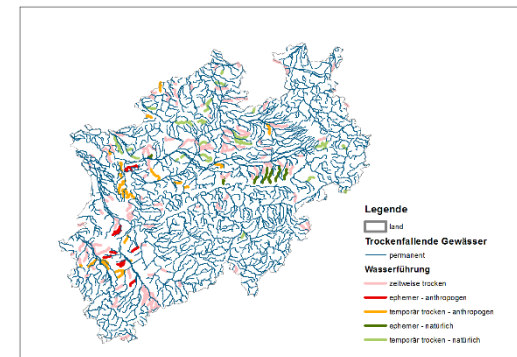 Legende
land
Trockenfallende Gewässer
permanent
Wasserführung
zeitweise trocken
ephemer - anthropogen
temporär trocken - anthropogen
ephemer - natürlich
temporär trocken - natürlich